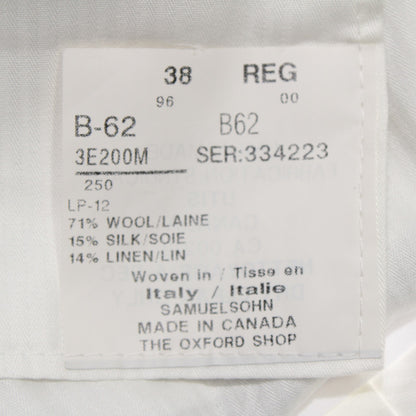 38 REG
96 00
B-62 B62
3E200M SER:334223
250
LP-12
71% WOOL/LAINE
15% SILK/SOIE
14% LINEN/LIN
Woven in / Tisse en
Italy / Italie
SAMUELSOHN
MADE IN CANADA
THE OXFORD SHOP